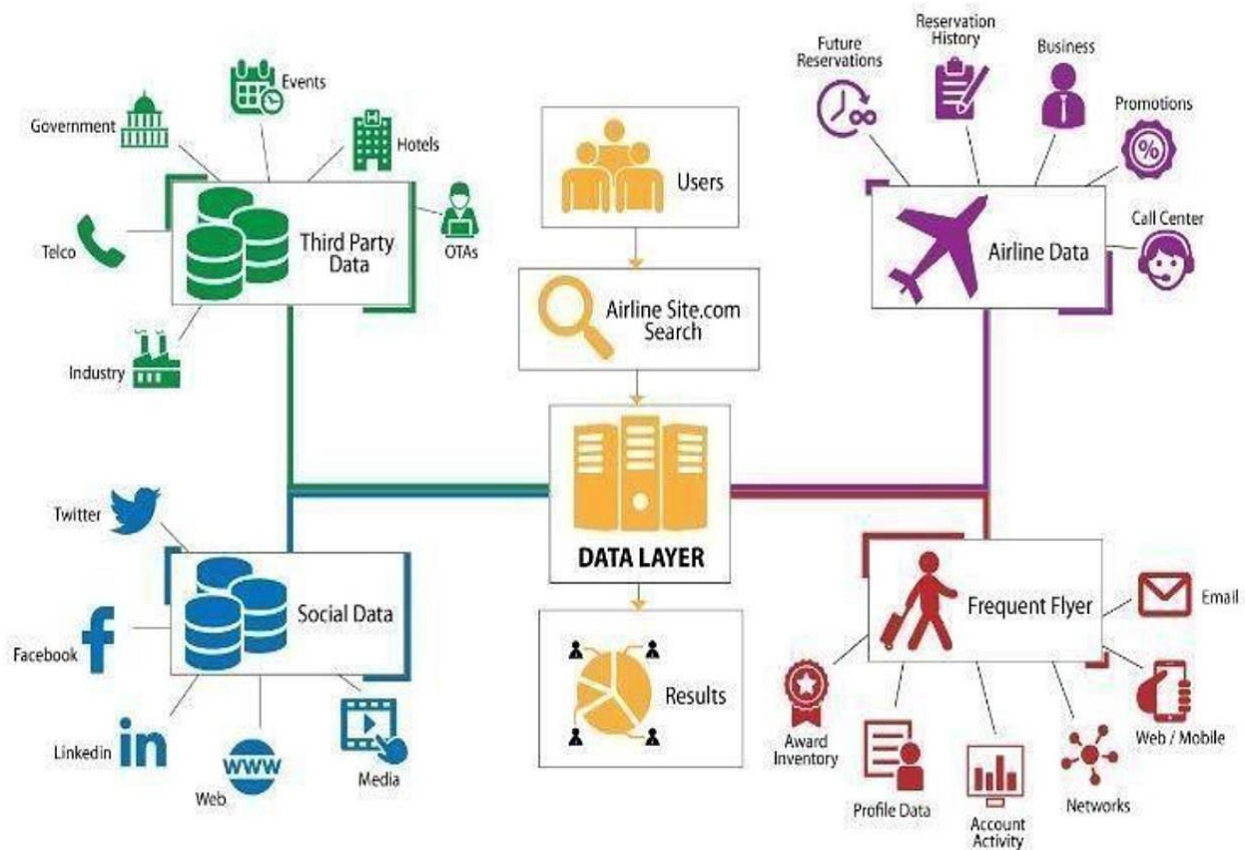 Government
Events
Hotels
Telco
Third Party
Data
OTAs
Industry
Users
Airline Site.com
Search
DATA LAYER
Results
Future
Reservations
Reservation
History
Business
Promotions
%
Call Center
Airline Data
Twitter
Facebook
f
Social Data
Linkedin
in
Web
www
Media
Frequent Flyer
Email
Web / Mobile
Networks
Account
Activity
Profile Data
Award
Inventory
H